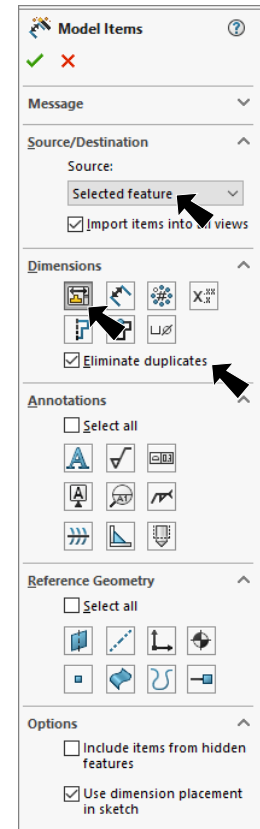 Model Items
Message
Source/Destination
Source:
Selected feature
Import items into all views
Dimensions
Eliminate duplicates
Annotations
Select all
Reference Geometry
Select all
Options
Include items from hidden
features
Use dimension placement
in sketch